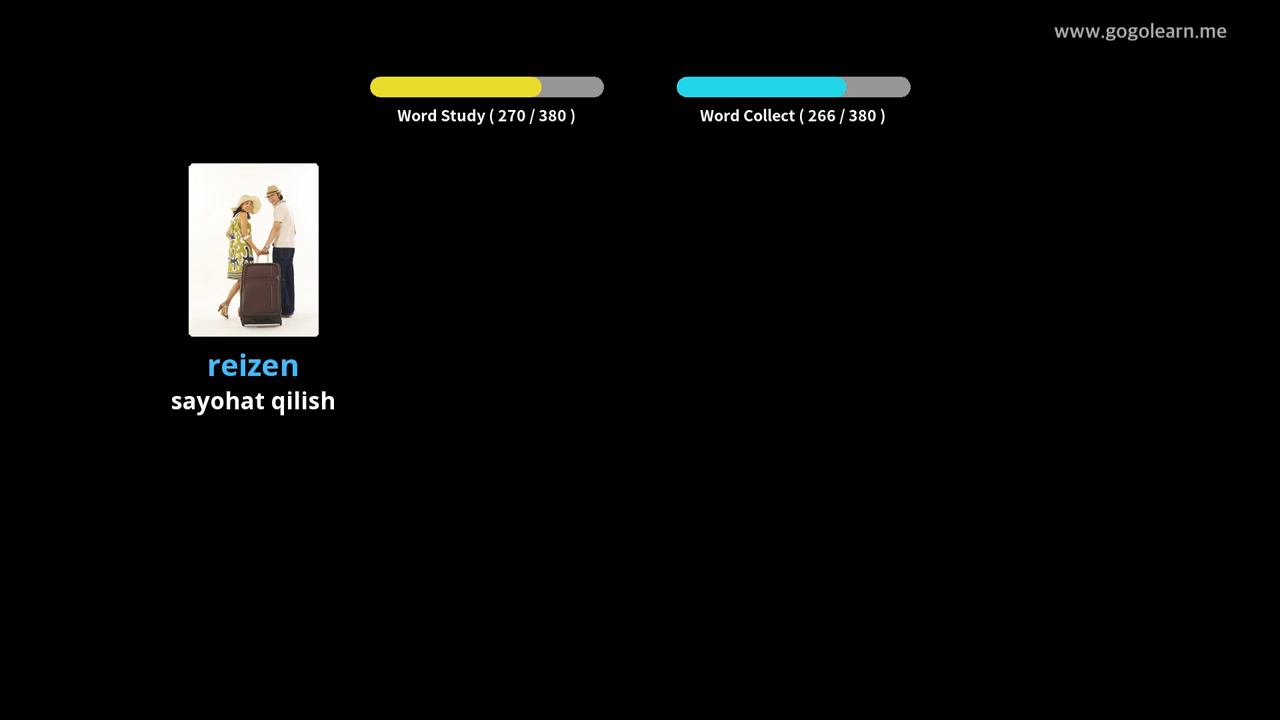 www.gogolearn.me
Word Study ( 270 / 380 )
Word Collect ( 266 / 380 )
reizen
sayohat qilish